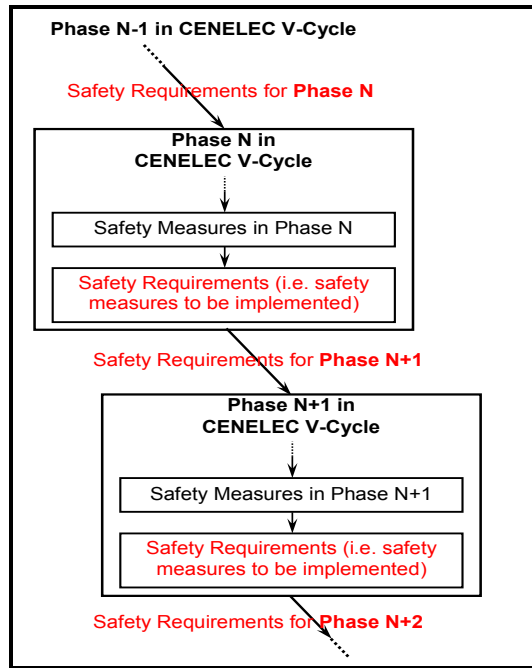 Phase N-1 in CENELEC V-Cycle
Safety Requirements for Phase N
Phase N in
CENELEC V-Cycle
Safety Measures in Phase N
Safety Requirements (i.e. safety
measures to be implemented)
Safety Requirements for Phase N+1
Phase N+1 in
CENELEC V-Cycle
Safety Measures in Phase N+1
Safety Requirements (i.e. safety
measures to be implemented)
Safety Requirements for Phase N+2